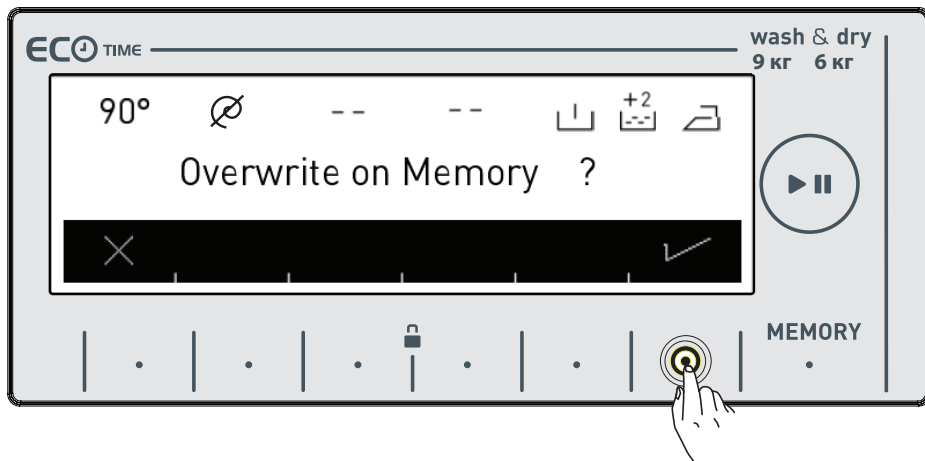 ECO TIME
wash & dry
9 кг 6 кг
90° -- --
+2
Overwrite on Memory ?
MEMORY